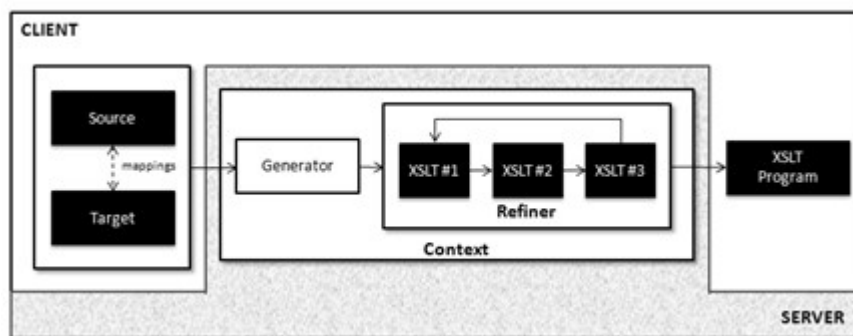 CLIENT
Source
mappings
Target
Generator
XSLT #1
XSLT #2
XSLT #3
Refiner
Context
XSLT
Program
SERVER